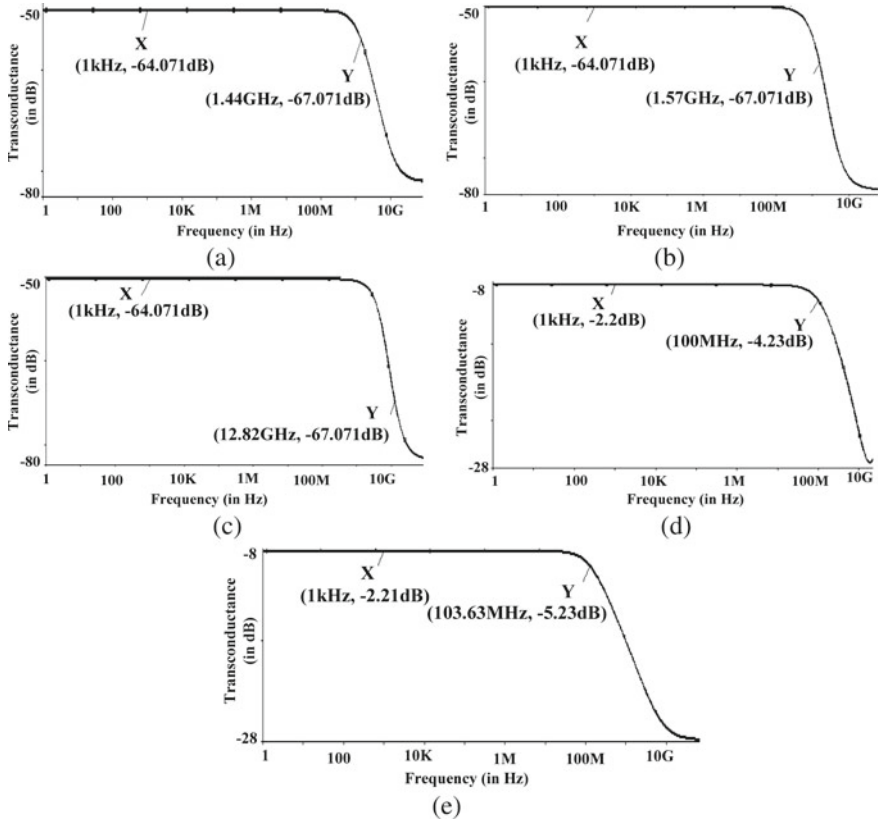 Transconductance
(in dB)
-50
-80
X
(1kHz, -64.071dB)
Y
(1.44GHz, -67.071dB)
1 100 10K 1M 100M 10G
Frequency (in Hz)
(a)
Transconductance
(in dB)
-50
-80
X
(1kHz, -64.071dB)
Y
(1.57GHz, -67.071dB)
1 100 10K 1M 100M 10G
Frequency (in Hz)
(b)
Transconductance
(in dB)
-50
-80
X
(1kHz, -64.071dB)
Y
(12.82GHz, -67.071dB)
1 100 10K 1M 100M 10G
Frequency (in Hz)
(c)
Transconductance
(in dB)
-8
-28
X
(1kHz, -2.2dB)
Y
(100MHz, -4.23dB)
1 100 10K 1M 100M 10G
Frequency (in Hz)
(d)
Transconductance
(in dB)
-8
-28
X
(1kHz, -2.21dB)
Y
(103.63MHz, -5.23dB)
1 100 10K 1M 100M 10G
Frequency (in Hz)
(e)